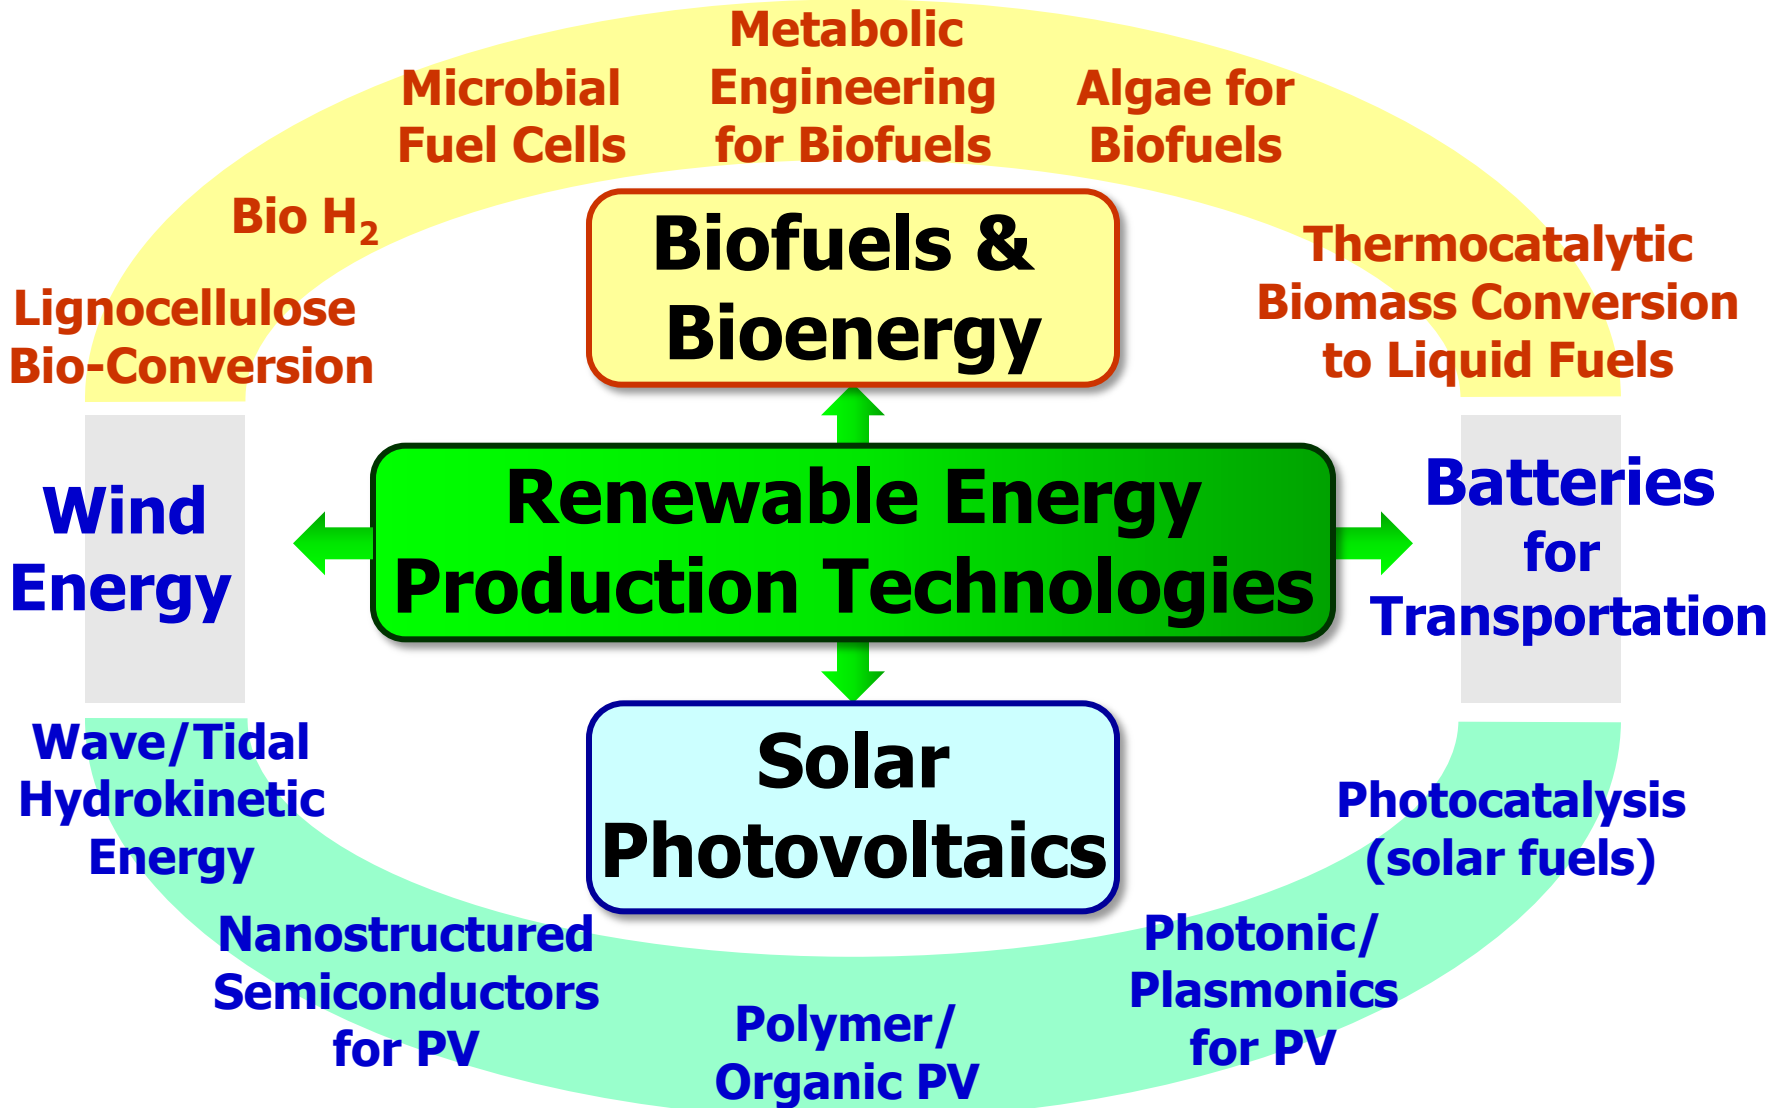 Metabolic
Engineering
for Biofuels
Microbial
Fuel Cells
Algae for
Biofuels
Bio H₂
Lignocellulose
Bio-Conversion
Biofuels &
Bioenergy
Thermocatalytic
Biomass Conversion
to Liquid Fuels
Wind
Energy
Renewable Energy
Production Technologies
Batteries
for
Transportation
Wave/Tidal
Hydrokinetic
Energy
Solar
Photovoltaics
Photocatalysis
(solar fuels)
Nanostructured
Semiconductors
for PV
Polymer/
Organic PV
Photonic/
Plasmonics
for PV